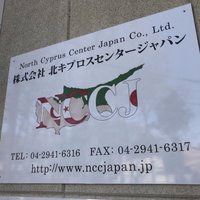 North Cyprus Center Japan Co., Ltd.
株式会社 北キプロスセンタージャパン
NCCJ
TEL: 04-2941-6316 FAX: 04-2941-6317
http://www.nccjapan.jp